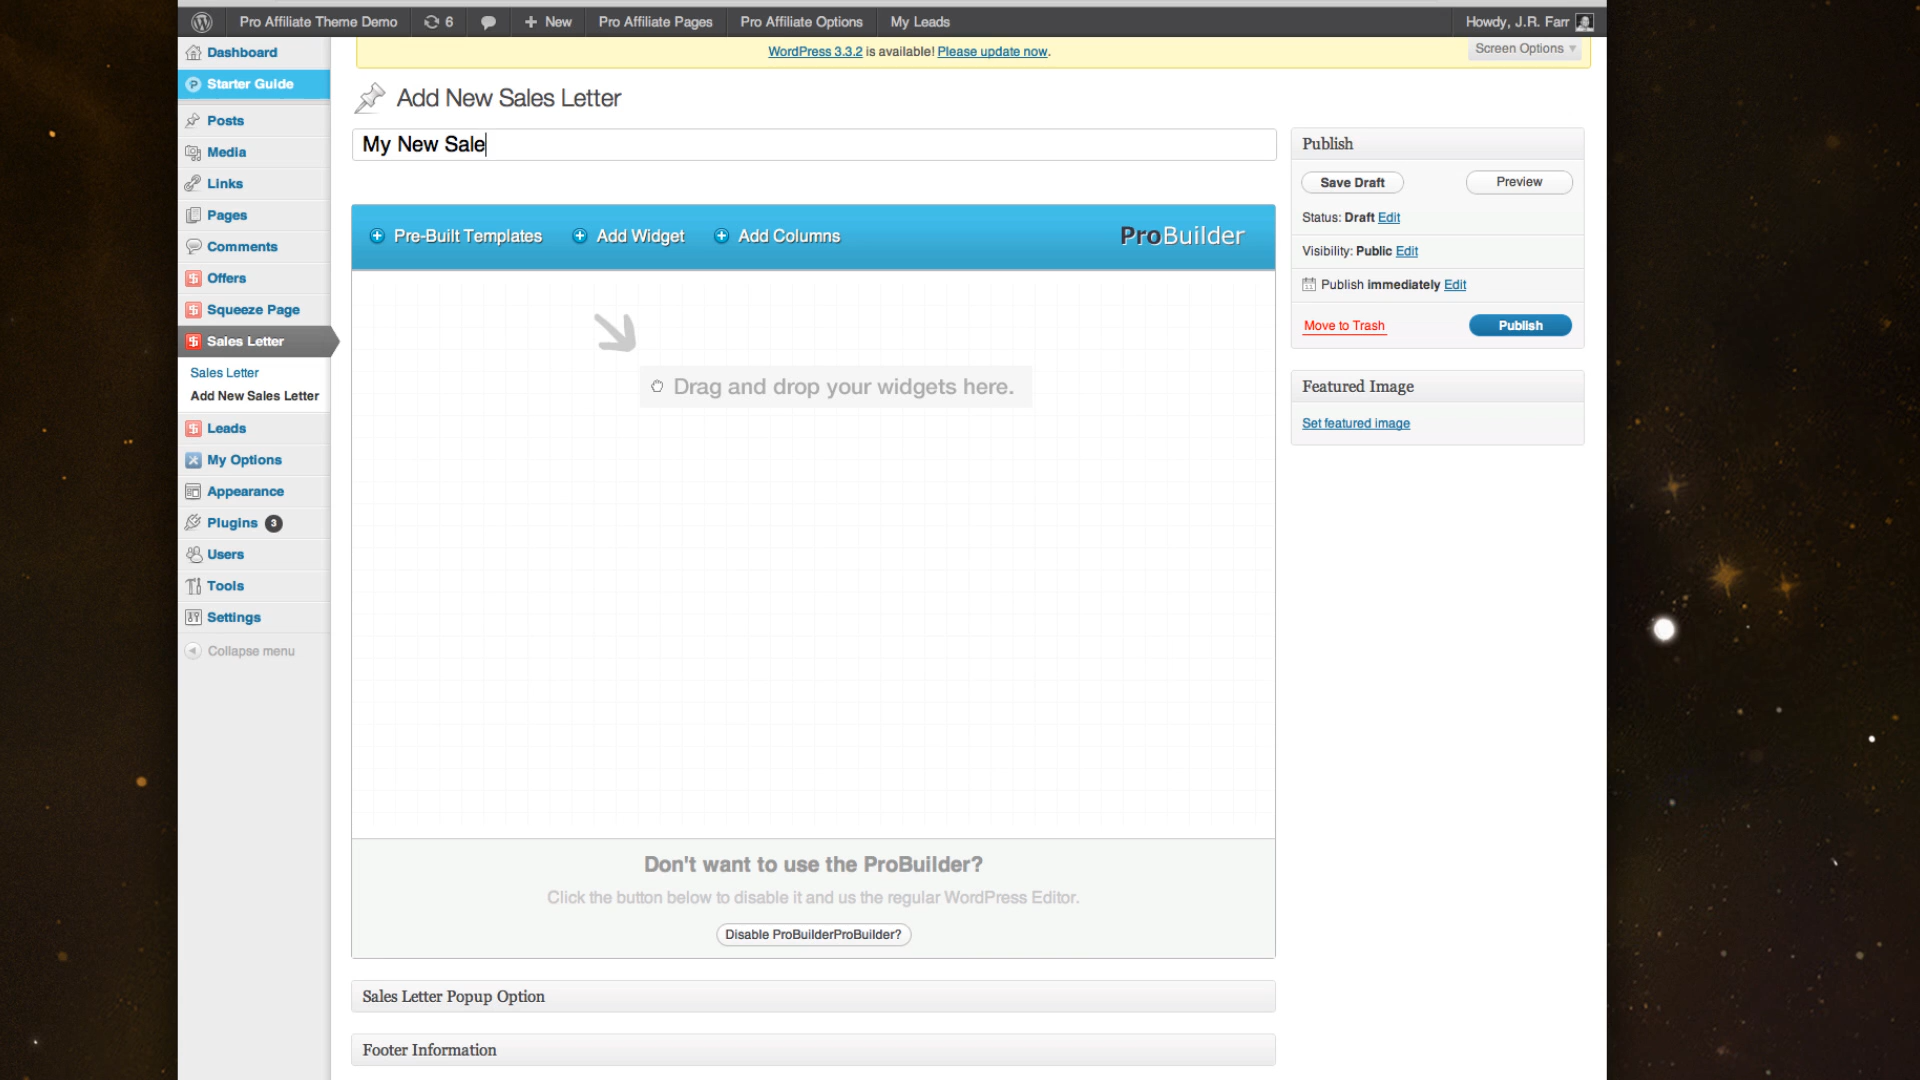 Pro Affiliate Theme Demo 6 + New Pro Affiliate Pages Pro Affiliate Options My Leads Howdy, J.R. Farr
WordPress 3.3.2 is available! Please update now.
Screen Options
Dashboard
Starter Guide
Posts
Media
Links
Pages
Comments
Offers
Squeeze Page
Sales Letter
Sales Letter
Add New Sales Letter
Leads
My Options
Appearance
Plugins 3
Users
Tools
Settings
Collapse menu
Add New Sales Letter
My New Sale
Pre-Built Templates Add Widget Add Columns ProBuilder
Drag and drop your widgets here.
Don't want to use the ProBuilder?
Click the button below to disable it and us the regular WordPress Editor.
Disable ProBuilderProBuilder?
Sales Letter Popup Option
Footer Information
Publish
Save Draft Preview
Status: Draft Edit
Visibility: Public Edit
Publish immediately Edit
Move to Trash Publish
Featured Image
Set featured image